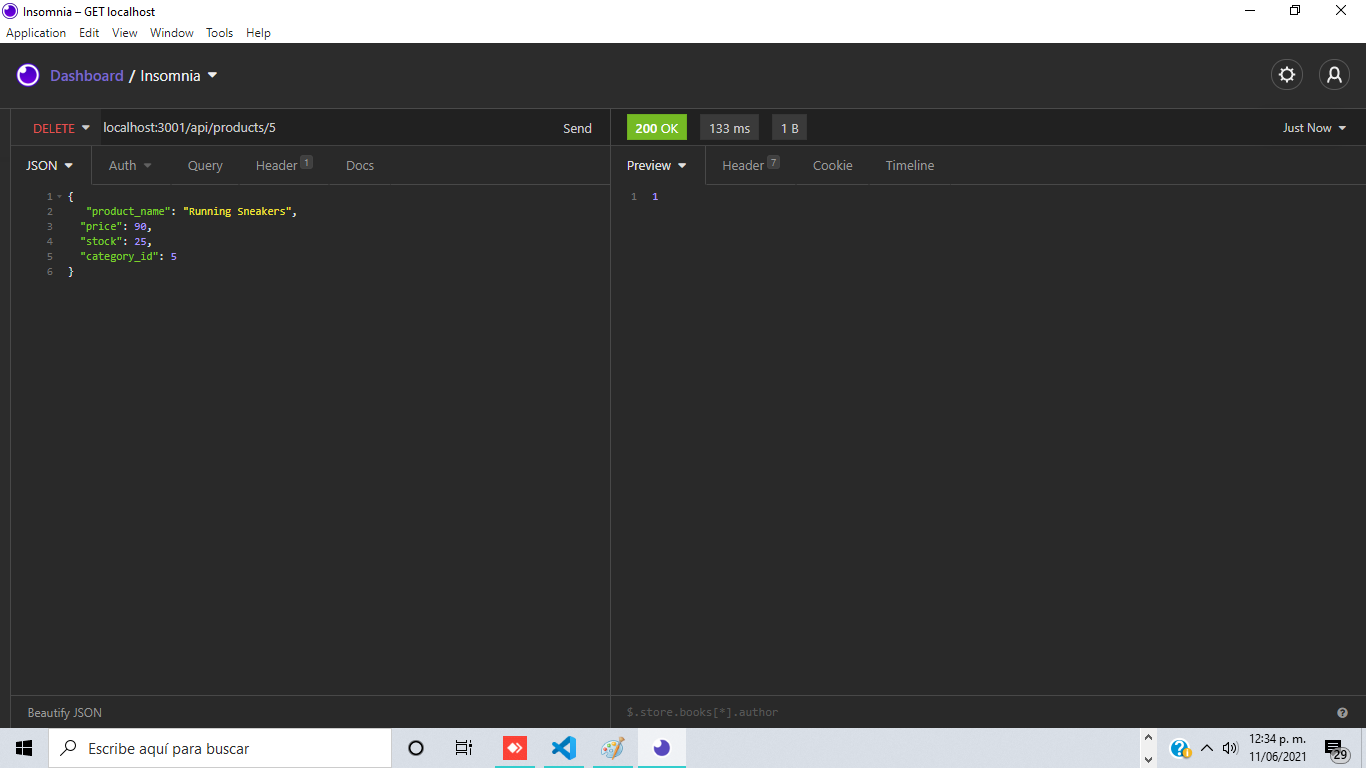 Insomnia – GET localhost
Application Edit View Window Tools Help
Dashboard / Insomnia
DELETE localhost:3001/api/products/5 Send
200 OK 133 ms 1 B Just Now
JSON Auth Query Header 1 Docs
Preview Header 7 Cookie Timeline
1 {
2 "product_name": "Running Sneakers",
3 "price": 90,
4 "stock": 25,
5 "category_id": 5
6 }
1 1
Beautify JSON
$.store.books[*].author
Escribe aquí para buscar
12:34 p. m.
11/06/2021
29